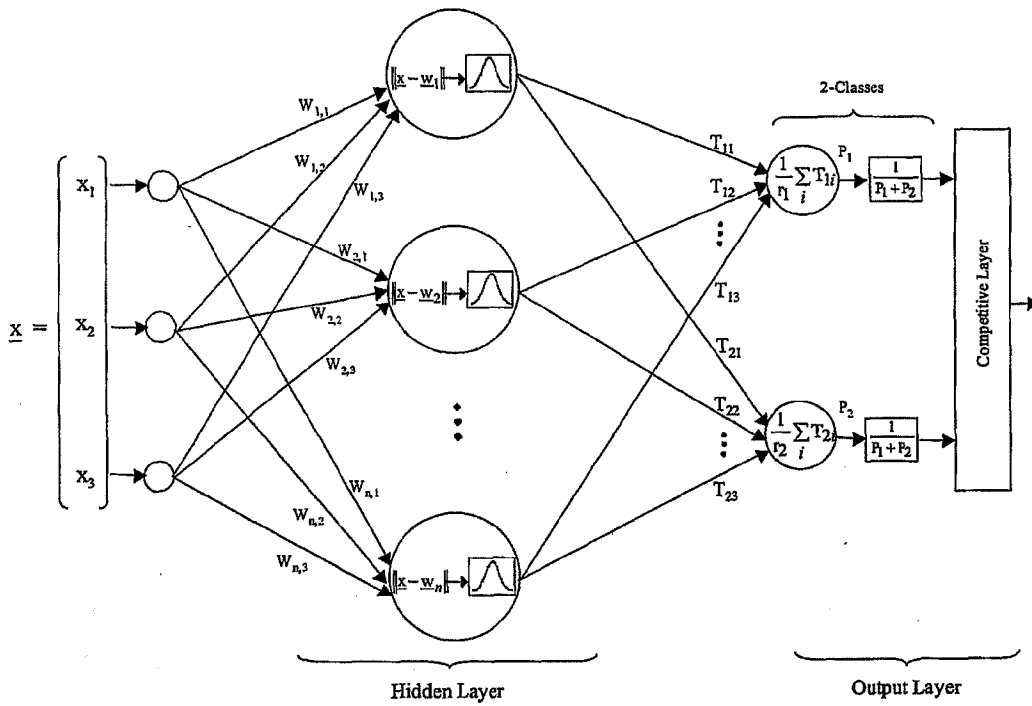 2-Classes
‖x − w₁‖
W₁,₁
W₁,₂
W₁,₃
T₁₁
P₁
1/r₁ Σᵢ T₁ᵢ
1/(P₁+P₂)
x₁
T₁₂
W₂,₁
‖x − w₂‖
T₁₃
x = x₂
W₂,₂
W₂,₃
T₂₁
Competitive Layer
T₂₂
P₂
1/r₂ Σᵢ T₂ᵢ
1/(P₁+P₂)
x₃
T₂₃
Wₙ,₁
Wₙ,₂
Wₙ,₃
‖x − wₙ‖
Hidden Layer
Output Layer